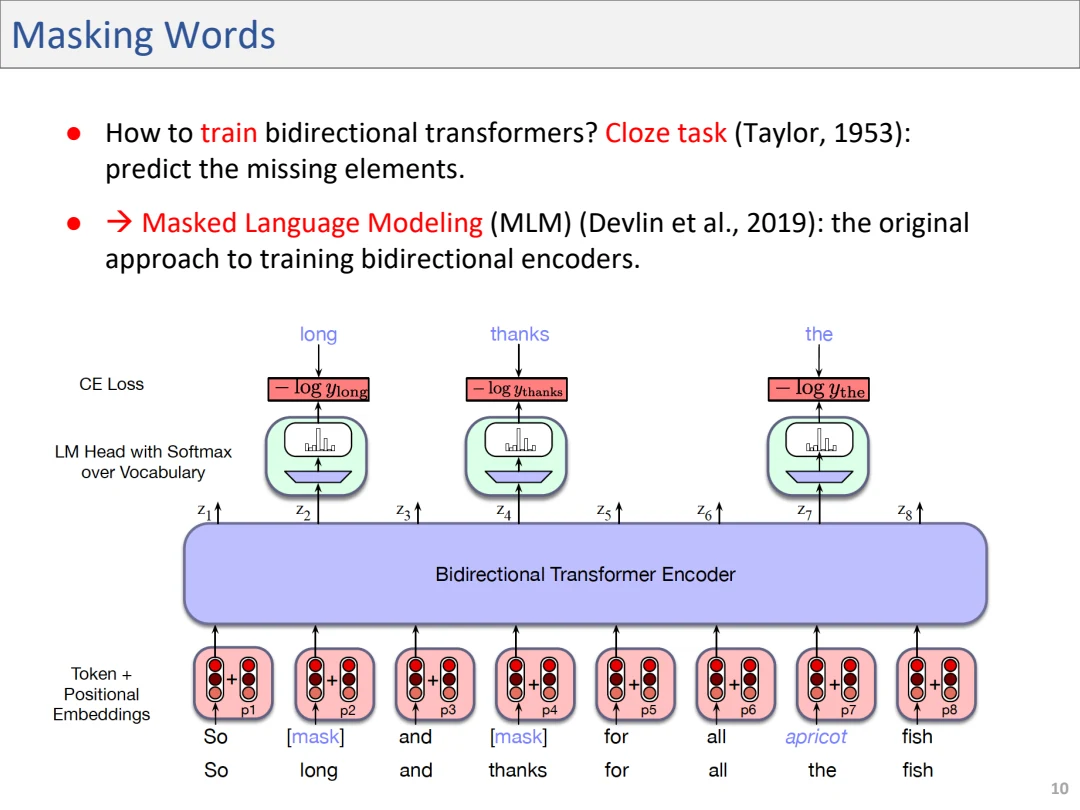 Masking Words
● How to train bidirectional transformers? Cloze task (Taylor, 1953):
predict the missing elements.
● → Masked Language Modeling (MLM) (Devlin et al., 2019): the original
approach to training bidirectional encoders.
long thanks the
CE Loss
− log y_long − log y_thanks − log y_the
LM Head with Softmax
over Vocabulary
z1 z2 z3 z4 z5 z6 z7 z8
Bidirectional Transformer Encoder
Token +
Positional
Embeddings
+ + + + + + + +
p1 p2 p3 p4 p5 p6 p7 p8
So [mask] and [mask] for all apricot fish
So long and thanks for all the fish
10